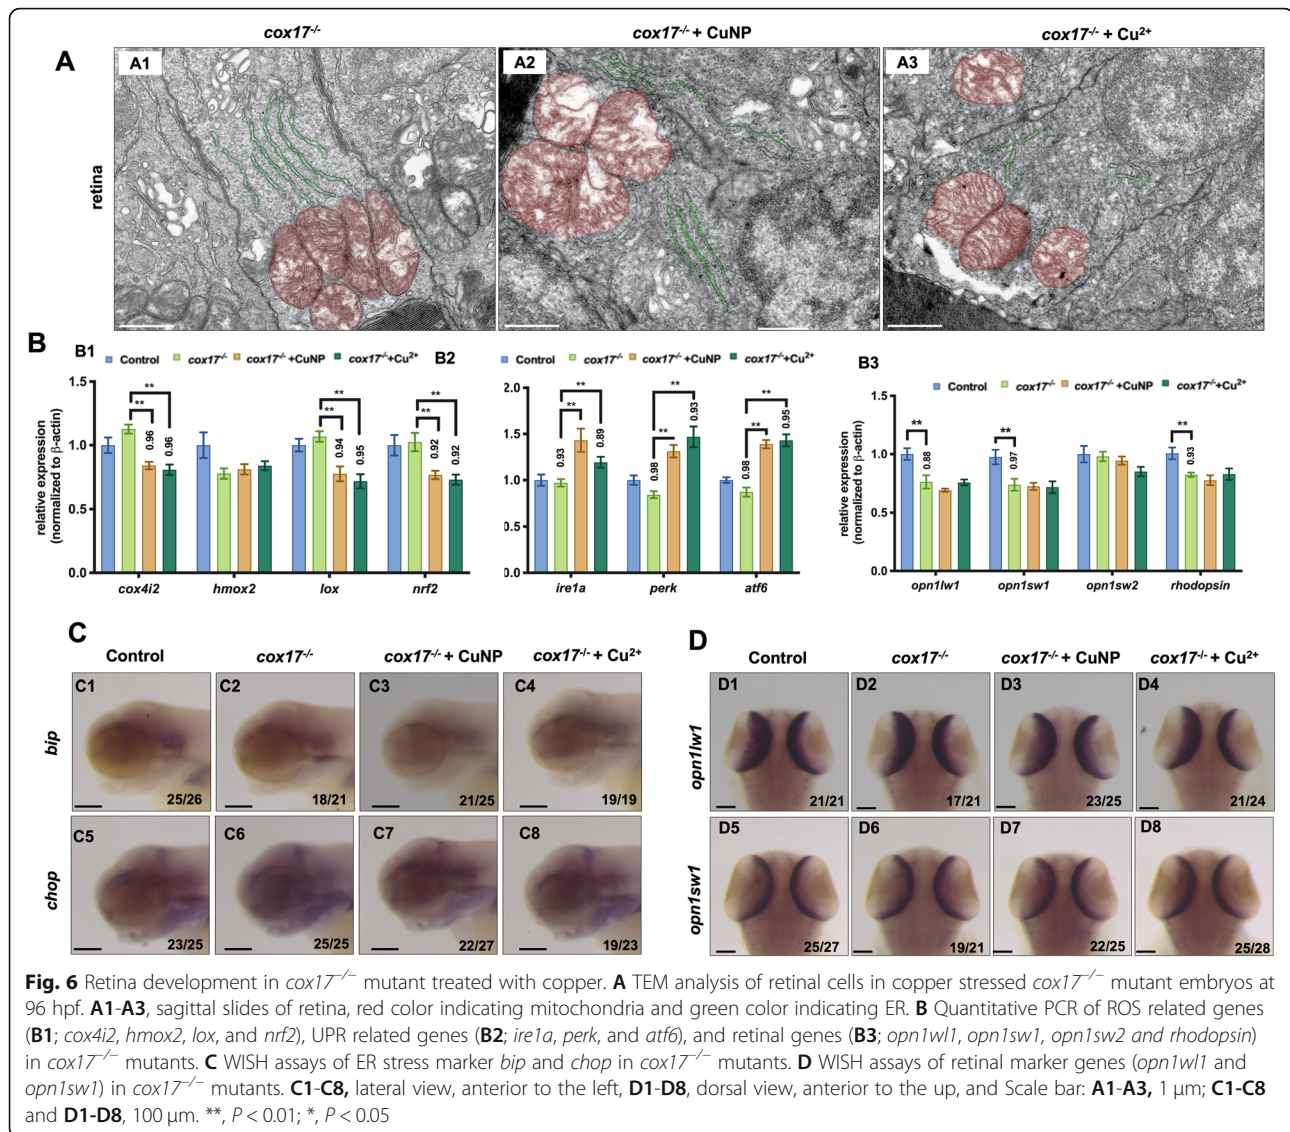 cox17-/-
cox17-/- + CuNP
cox17-/- + Cu2+
A
A1
A2
A3
retina
B
B1
Control
cox17-/-
cox17-/-+CuNP
cox17-/-+Cu2+
relative expression
(normalized to β-actin)
1.5
1.0
0.5
0.0
**
**
0.96
0.96
**
**
0.94
0.95
**
**
0.92
0.92
cox4i2
hmox2
lox
nrf2
B2
Control
cox17-/-
cox17-/-+CuNP
cox17-/-+Cu2+
2.0
1.5
1.0
0.5
0.0
**
**
0.93
0.89
**
**
0.98
0.93
**
**
0.98
0.95
ire1a
perk
atf6
B3
Control
cox17-/-
cox17-/-+CuNP
cox17-/-+Cu2+
relative expression
(normalized to β-actin)
1.5
1.0
0.5
0.0
**
0.88
**
0.97
**
0.93
opn1lw1
opn1sw1
opn1sw2
rhodopsin
C
Control
cox17-/-
cox17-/- + CuNP
cox17-/- + Cu2+
bip
C1
25/26
C2
18/21
C3
21/25
C4
19/19
chop
C5
23/25
C6
25/25
C7
22/27
C8
19/23
D
Control
cox17-/-
cox17-/- + CuNP
cox17-/- + Cu2+
opn1lw1
D1
21/21
D2
17/21
D3
23/25
D4
21/24
opn1sw1
D5
25/27
D6
19/21
D7
22/25
D8
25/28
Fig. 6 Retina development in cox17−/− mutant treated with copper. A TEM analysis of retinal cells in copper stressed cox17−/− mutant embryos at
96 hpf. A1-A3, sagittal slides of retina, red color indicating mitochondria and green color indicating ER. B Quantitative PCR of ROS related genes
(B1; cox4i2, hmox2, lox, and nrf2), UPR related genes (B2; ire1a, perk, and atf6), and retinal genes (B3; opn1wl1, opn1sw1, opn1sw2 and rhodopsin)
in cox17−/− mutants. C WISH assays of ER stress marker bip and chop in cox17−/− mutants. D WISH assays of retinal marker genes (opn1wl1 and
opn1sw1) in cox17−/− mutants. C1-C8, lateral view, anterior to the left, D1-D8, dorsal view, anterior to the up, and Scale bar: A1-A3, 1 μm; C1-C8
and D1-D8, 100 μm. **, P < 0.01; *, P < 0.05